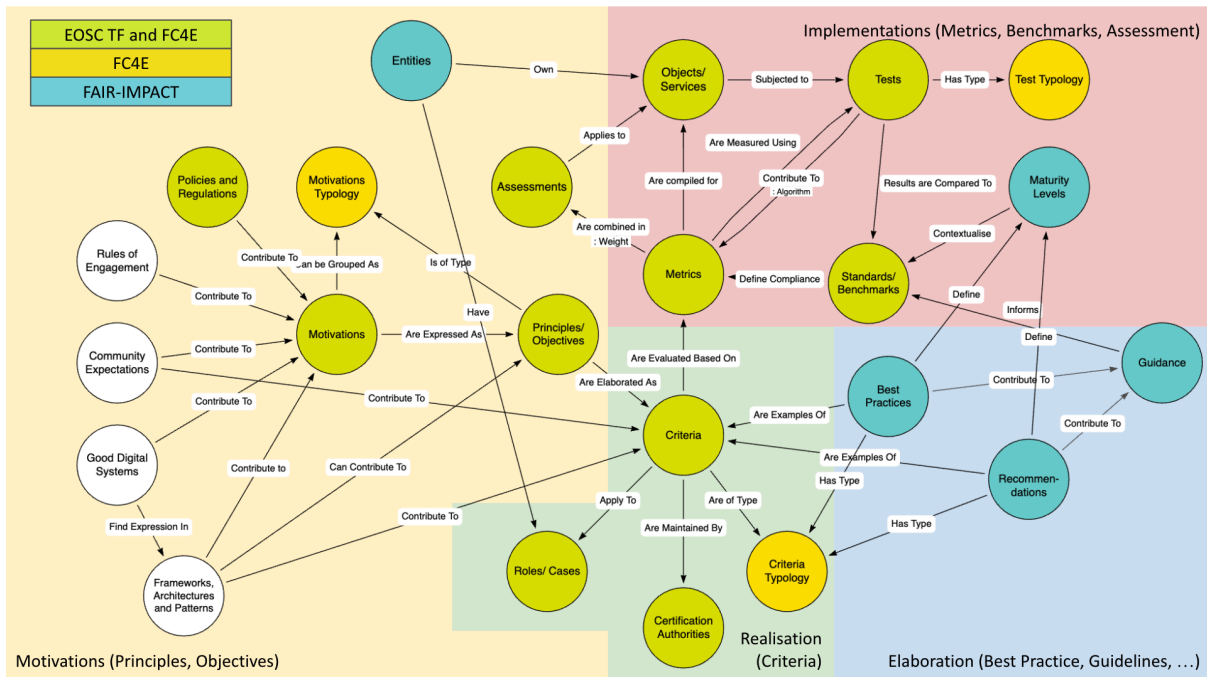 EOSC TF and FC4E
FC4E
FAIR-IMPACT
Implementations (Metrics, Benchmarks, Assessment)
Entities
Own
Objects/
Services
Subjected to
Tests
Has Type
Test Typology
Applies to
Are Measured Using
Policies and
Regulations
Motivations
Typology
Assessments
Are compiled for
Contribute To
: Algorithm
Results are Compared To
Maturity
Levels
Are combined in
: Weight
Contextualise
Rules of
Engagement
Contribute To
Can be Grouped As
Is of Type
Metrics
Define Compliance
Standards/
Benchmarks
Contribute To
Define
Have
Informs
Motivations
Are Expressed As
Principles/
Objectives
Define
Community
Expectations
Contribute To
Are Evaluated Based On
Guidance
Are Elaborated As
Best
Practices
Contribute To
Contribute To
Contribute To
Are Examples Of
Contribute To
Criteria
Good Digital
Systems
Contribute to
Can Contribute To
Are Examples Of
Has Type
Recommen-
dations
Find Expression In
Contribute To
Apply To
Are of Type
Are Maintained By
Has Type
Frameworks,
Architectures
and Patterns
Roles/ Cases
Criteria
Typology
Certification
Authorities
Motivations (Principles, Objectives)
Realisation
(Criteria)
Elaboration (Best Practice, Guidelines, …)